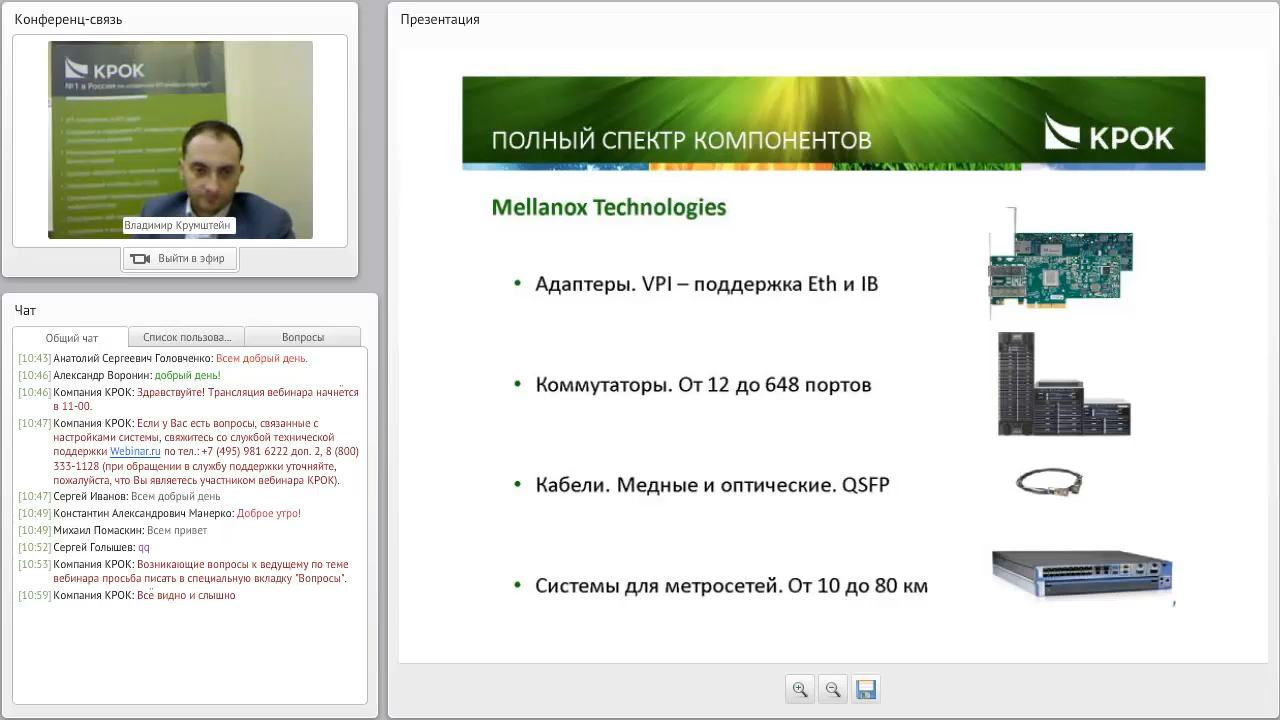 Конференц-связь
КРОК
№1 в России
Владимир Крумштейн
Выйти в эфир
Чат
Общий чат
Список пользова...
Вопросы
[10:43] Анатолий Сергеевич Головченко: Всем добрый день.
[10:46] Александр Воронин: добрый день!
[10:46] Компания КРОК: Здравствуйте! Трансляция вебинара начнётся
в 11-00.
[10:47] Компания КРОК: Если у Вас есть вопросы, связанные с
настройками системы, свяжитесь со службой технической
поддержки Webinar.ru по тел.: +7 (495) 981 6222 доп. 2, 8 (800)
333-1128 (при обращении в службу поддержки уточняйте,
пожалуйста, что Вы являетесь участником вебинара КРОК).
[10:47] Сергей Иванов: Всем добрый день
[10:49] Константин Александрович Манерко: Доброе утро!
[10:49] Михаил Помаскин: Всем привет
[10:52] Сергей Голышев: qq
[10:53] Компания КРОК: Возникающие вопросы к ведущему по теме
вебинара просьба писать в специальную вкладку "Вопросы".
[10:59] Компания КРОК: Всё видно и слышно
Презентация
ПОЛНЫЙ СПЕКТР КОМПОНЕНТОВ
КРОК
Mellanox Technologies
• Адаптеры. VPI – поддержка Eth и IB
• Коммутаторы. От 12 до 648 портов
• Кабели. Медные и оптические. QSFP
• Системы для метросетей. От 10 до 80 км